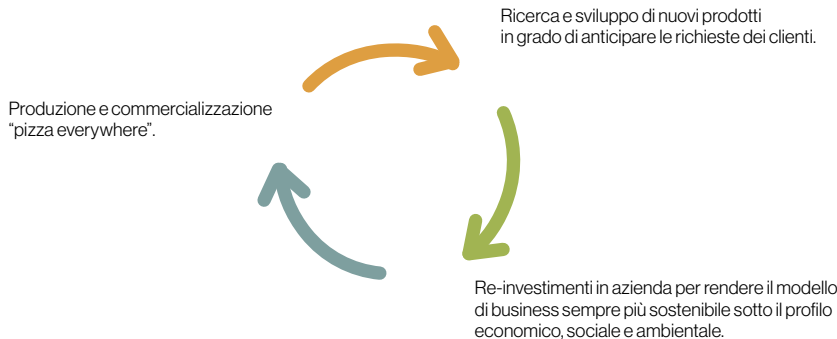 Ricerca e sviluppo di nuovi prodotti
in grado di anticipare le richieste dei clienti.
Produzione e commercializzazione
“pizza everywhere”.
Re-investimenti in azienda per rendere il modello
di business sempre più sostenibile sotto il profilo
economico, sociale e ambientale.